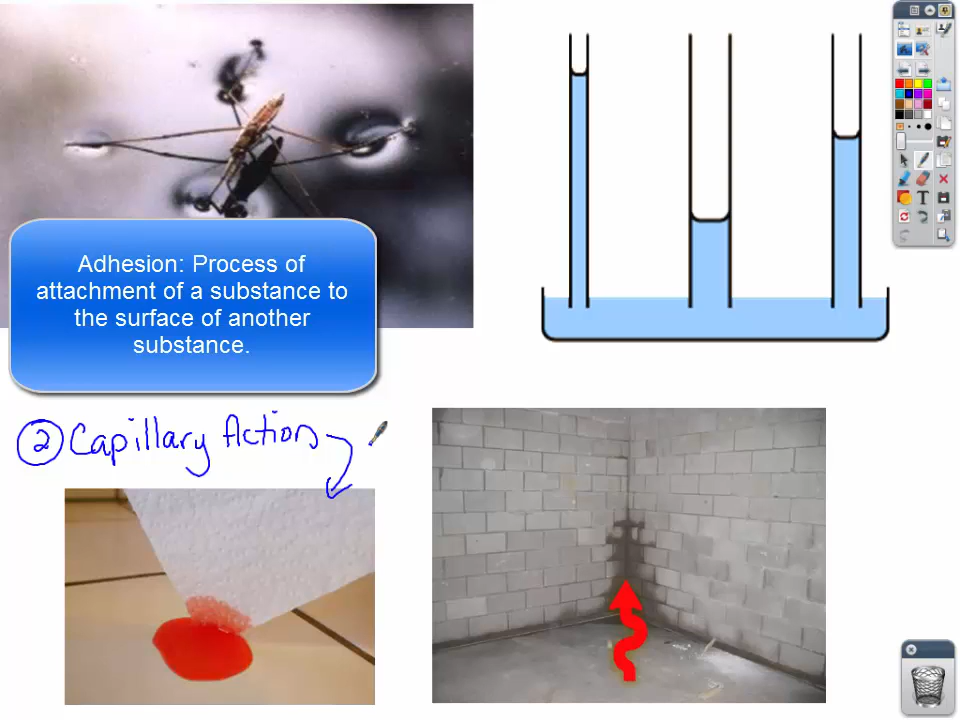 Adhesion: Process of
attachment of a substance to
the surface of another
substance.
② Capillary Action